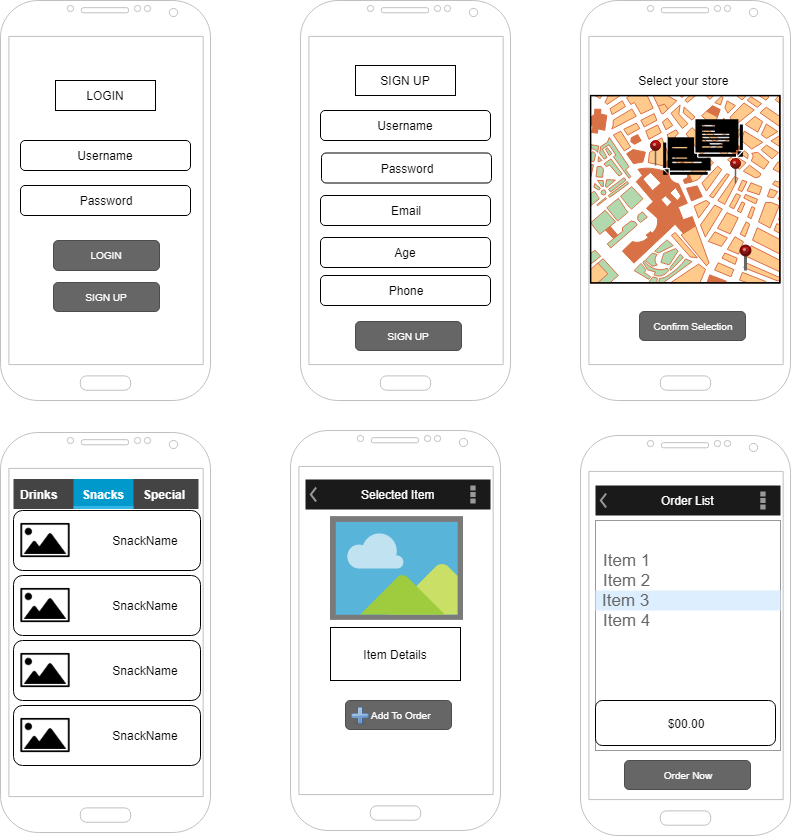 LOGIN
Username
Password
LOGIN
SIGN UP
SIGN UP
Username
Password
Email
Age
Phone
SIGN UP
Select your store
Confirm Selection
Drinks Snacks Special
SnackName
SnackName
SnackName
SnackName
Selected Item
Item Details
Add To Order
Order List
Item 1
Item 2
Item 3
Item 4
$00.00
Order Now